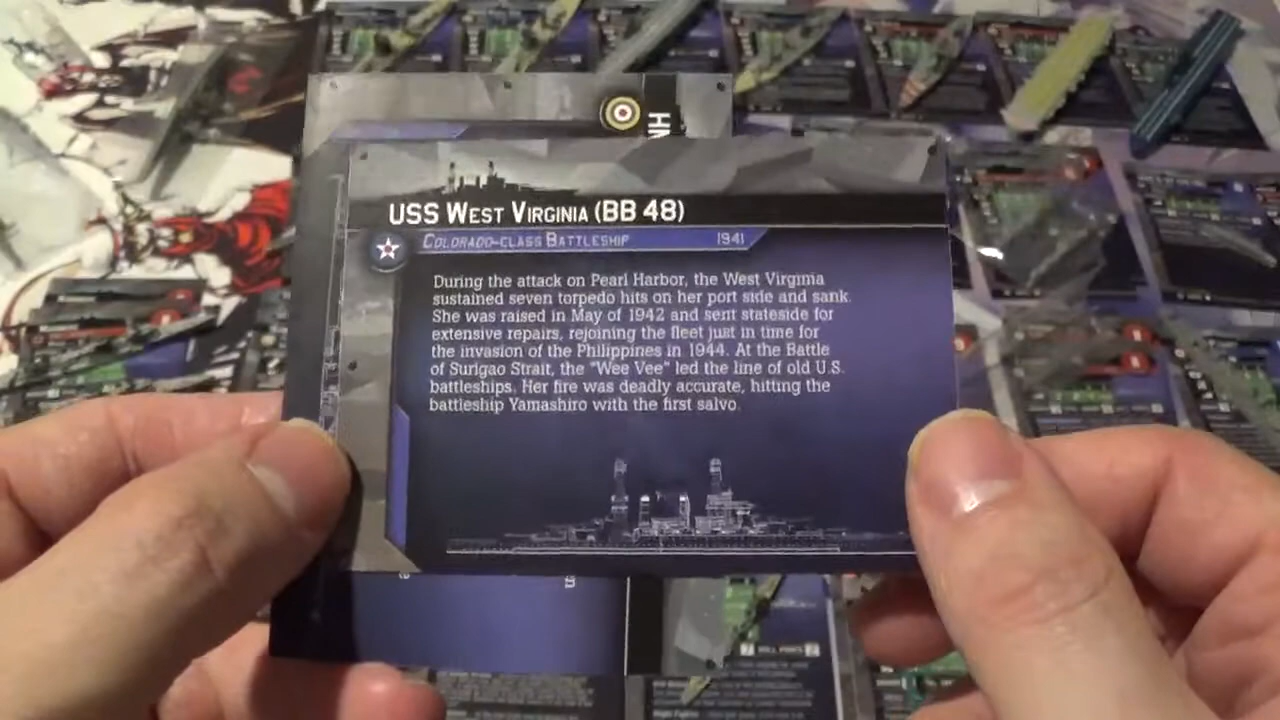 HN
USS WEST VIRGINIA (BB 48)
COLORADO-CLASS BATTLESHIP 1941
During the attack on Pearl Harbor, the West Virginia
sustained seven torpedo hits on her port side and sank.
She was raised in May of 1942 and sent stateside for
extensive repairs, rejoining the fleet just in time for
the invasion of the Philippines in 1944. At the Battle
of Surigao Strait, the "Wee Vee" led the line of old U.S.
battleships. Her fire was deadly accurate, hitting the
battleship Yamashiro with the first salvo.